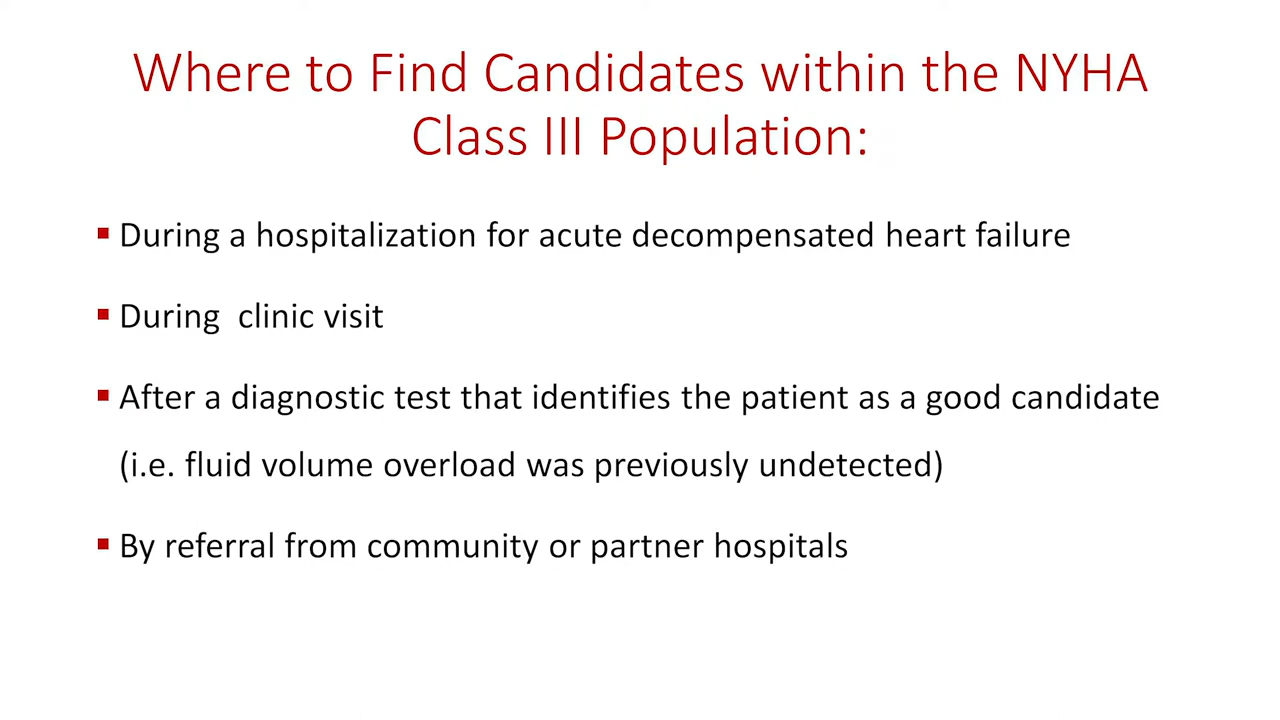 Where to Find Candidates within the NYHA
Class III Population:
▪ During a hospitalization for acute decompensated heart failure
▪ During  clinic visit
▪ After a diagnostic test that identifies the patient as a good candidate
(i.e. fluid volume overload was previously undetected)
▪ By referral from community or partner hospitals